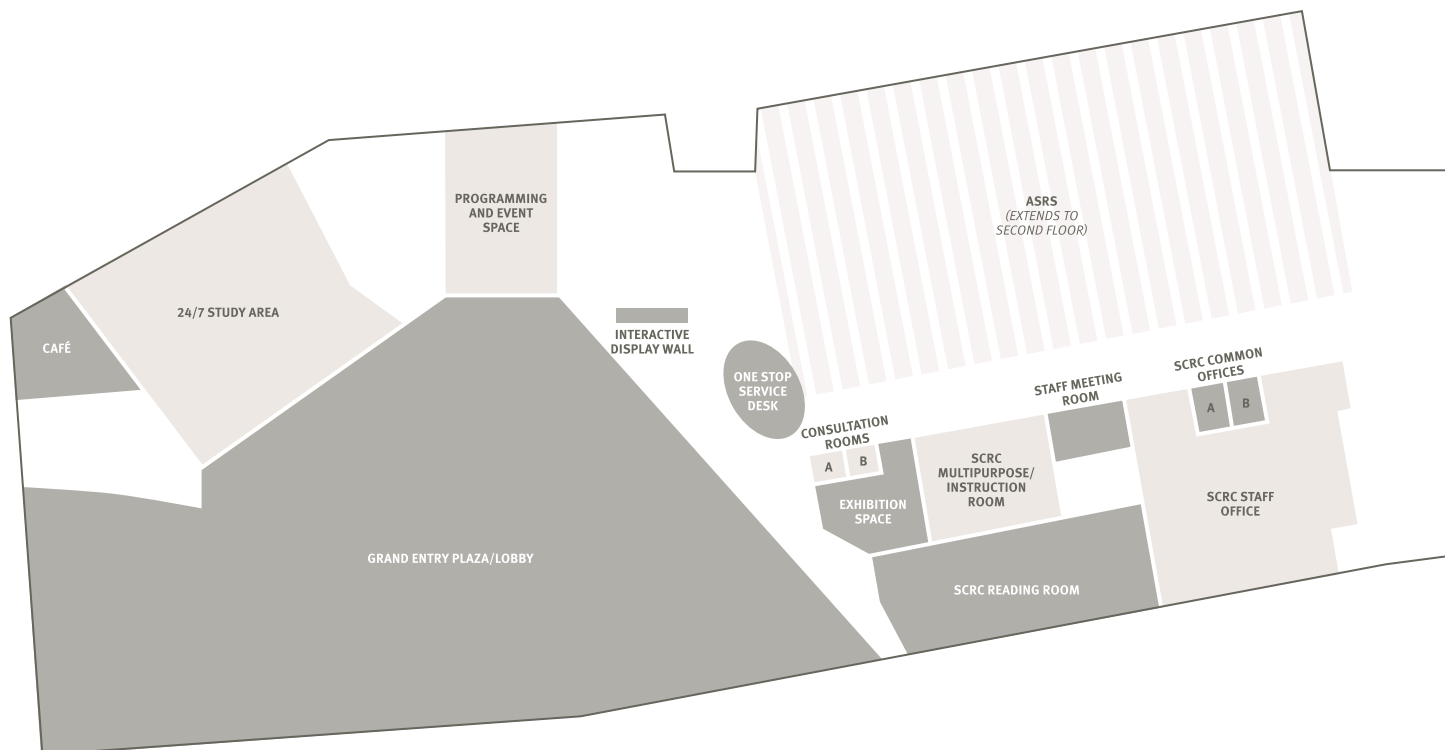 PROGRAMMING
AND EVENT
SPACE
ASRS
(EXTENDS TO
SECOND FLOOR)
24/7 STUDY AREA
CAFÉ
INTERACTIVE
DISPLAY WALL
ONE STOP
SERVICE
DESK
CONSULTATION
ROOMS
A
B
STAFF MEETING
ROOM
SCRC COMMON
OFFICES
A
B
SCRC
MULTIPURPOSE/
INSTRUCTION
ROOM
EXHIBITION
SPACE
SCRC STAFF
OFFICE
GRAND ENTRY PLAZA/LOBBY
SCRC READING ROOM